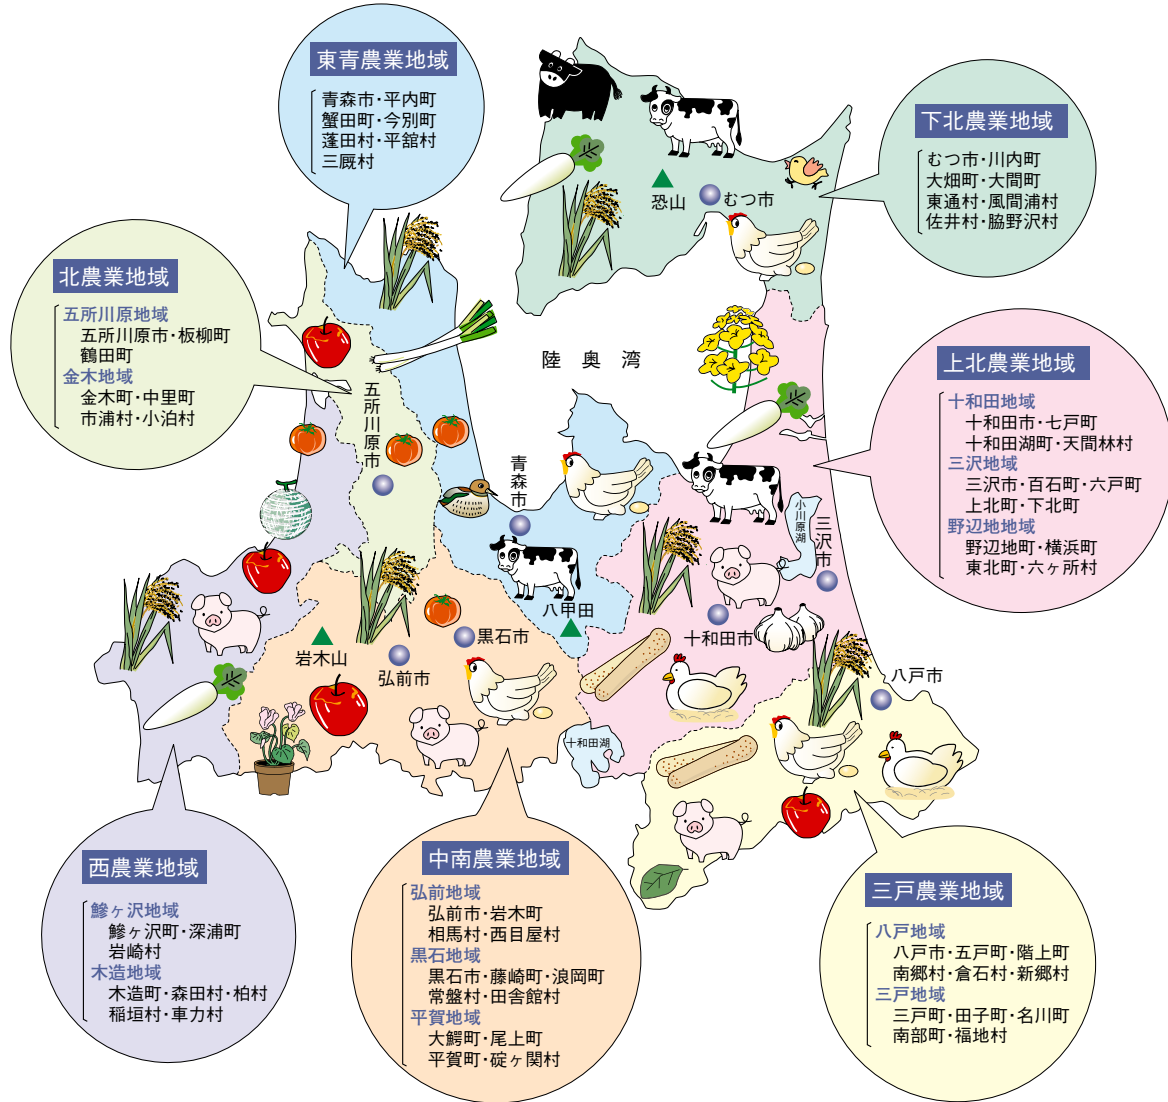 東青農業地域
青森市・平内町
蟹田町・今別町
蓬田村・平舘村
三厩村
下北農業地域
むつ市・川内町
大畑町・大間町
東通村・風間浦村
佐井村・脇野沢村
北農業地域
五所川原地域
五所川原市・板柳町
鶴田町
金木地域
金木町・中里町
市浦村・小泊村
上北農業地域
十和田地域
十和田市・七戸町
十和田湖町・天間林村
三沢地域
三沢市・百石町・六戸町
上北町・下北町
野辺地地域
野辺地町・横浜町
東北町・六ヶ所村
恐山
むつ市
陸奥湾
五所川原市
青森市
小川原湖
三沢市
八甲田
十和田市
黒石市
岩木山
弘前市
八戸市
十和田湖
西農業地域
鰺ヶ沢地域
鰺ヶ沢町・深浦町
岩崎村
木造地域
木造町・森田村・柏村
稲垣村・車力村
中南農業地域
弘前地域
弘前市・岩木町
相馬村・西目屋村
黒石地域
黒石市・藤崎町・浪岡町
常盤村・田舎館村
平賀地域
大鰐町・尾上町
平賀町・碇ヶ関村
三戸農業地域
八戸地域
八戸市・五戸町・階上町
南郷村・倉石村・新郷村
三戸地域
三戸町・田子町・名川町
南部町・福地村